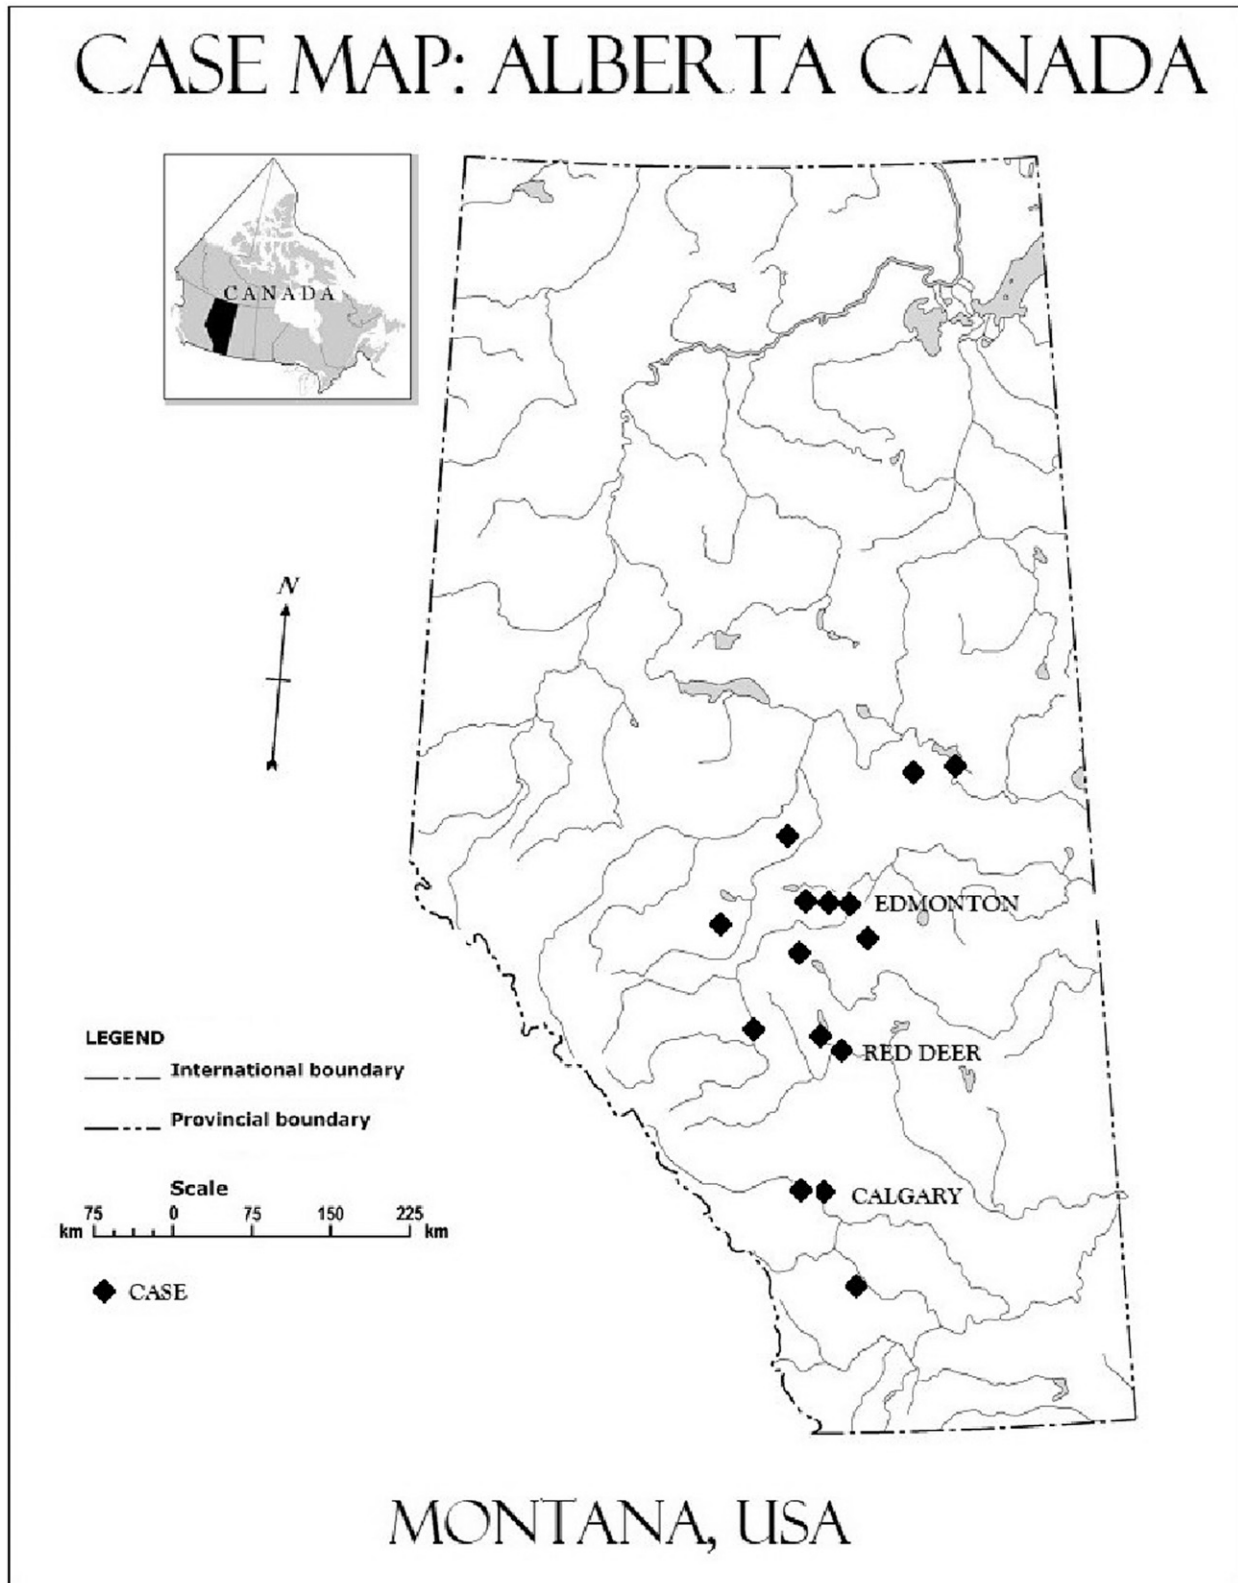 CASE MAP: ALBERTA CANADA
CANADA
N
EDMONTON
RED DEER
LEGEND
International boundary
Provincial boundary
Scale
75 0 75 150 225
km km
CALGARY
CASE
MONTANA, USA